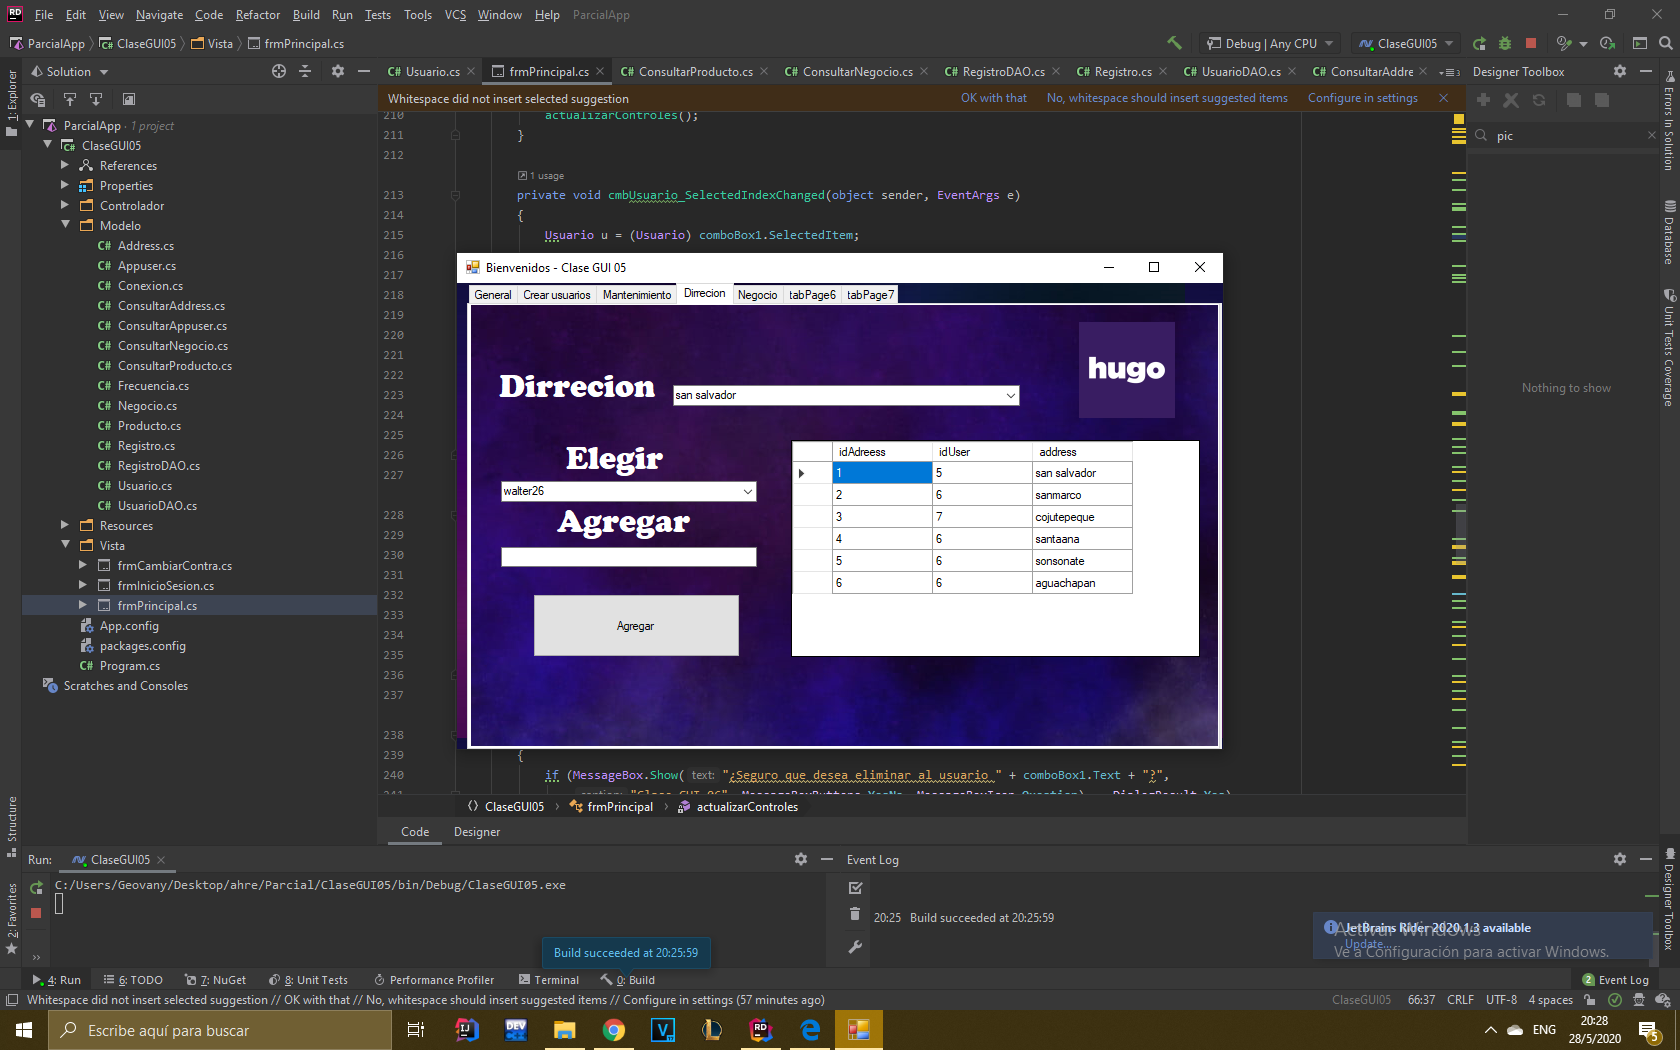 File Edit View Navigate Code Refactor Build Run Tests Tools VCS Window Help ParcialApp
ParcialApp ClaseGUI05 Vista frmPrincipal.cs Debug | Any CPU ClaseGUI05
Solution Usuario.cs frmPrincipal.cs ConsultarProducto.cs ConsultarNegocio.cs RegistroDAO.cs Registro.cs UsuarioDAO.cs ConsultarAddre Designer Toolbox
Whitespace did not insert selected suggestion OK with that No, whitespace should insert suggested items Configure in settings
pic
Nothing to show
1: Explorer
Structure
2: Favorites
Errors In Solution
Database
Unit Tests Coverage
Designer Toolbox
ParcialApp · 1 project
ClaseGUI05
References
Properties
Controlador
Modelo
Address.cs
Appuser.cs
Conexion.cs
ConsultarAddress.cs
ConsultarAppuser.cs
ConsultarNegocio.cs
ConsultarProducto.cs
Frecuencia.cs
Negocio.cs
Producto.cs
Registro.cs
RegistroDAO.cs
Usuario.cs
UsuarioDAO.cs
Resources
Vista
frmCambiarContra.cs
frmInicioSesion.cs
frmPrincipal.cs
App.config
packages.config
Program.cs
Scratches and Consoles
210 actualizarControles();
211 }
212
1 usage
213 private void cmbUsuario_SelectedIndexChanged(object sender, EventArgs e)
214 {
215 Usuario u = (Usuario) comboBox1.SelectedItem;
216
217
218
219
220
221
222
223
224
225
226
227
228
229
230
231
232
233
234
235
236
237
238
239 {
240 if (MessageBox.Show( text: "¿Seguro que desea eliminar al usuario " + comboBox1.Text + "?",
Bienvenidos - Clase GUI 05
General Crear usuarios Mantenimiento Dirrecion Negocio tabPage6 tabPage7
hugo
Dirrecion san salvador
Elegir
walter26
Agregar
Agregar
idAdreess idUser address
1 5 san salvador
2 6 sanmarco
3 7 cojutepeque
4 6 santaana
5 6 sonsonate
6 6 aguachapan
ClaseGUI05 frmPrincipal actualizarControles
Code Designer
Run: ClaseGUI05
C:/Users/Geovany/Desktop/ahre/Parcial/ClaseGUI05/bin/Debug/ClaseGUI05.exe
Event Log
20:25 Build succeeded at 20:25:59
Build succeeded at 20:25:59
JetBrains Rider 2020.1.3 available
Update...
Activar Windows
Ve a Configuración para activar Windows.
4: Run 6: TODO 7: NuGet 8: Unit Tests Performance Profiler Terminal 0: Build 2 Event Log
Whitespace did not insert selected suggestion // OK with that // No, whitespace should insert suggested items // Configure in settings (57 minutes ago) ClaseGUI05 66:37 CRLF UTF-8 4 spaces
Escribe aquí para buscar
ENG
20:28
28/5/2020
5